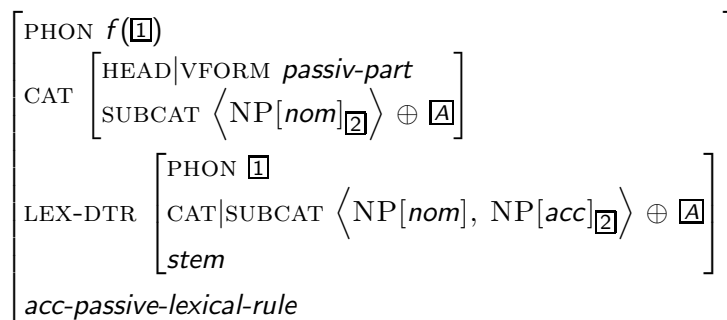 PHON f(1)
CAT [HEAD|VFORM passiv-part
SUBCAT ⟨NP[nom]2⟩ ⊕ A]
LEX-DTR [PHON 1
CAT|SUBCAT ⟨NP[nom], NP[acc]2⟩ ⊕ A
stem]
acc-passive-lexical-rule